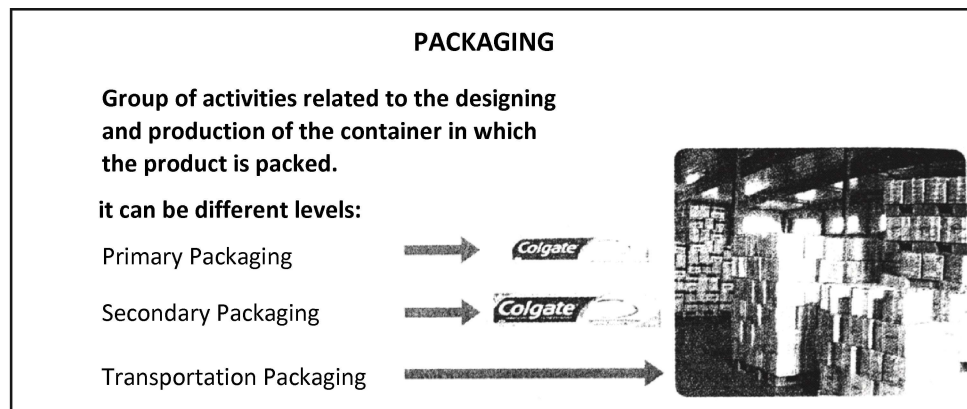 PACKAGING
Group of activities related to the designing
and production of the container in which
the product is packed.
it can be different levels:
Primary Packaging
Colgate
Secondary Packaging
Colgate
Transportation Packaging